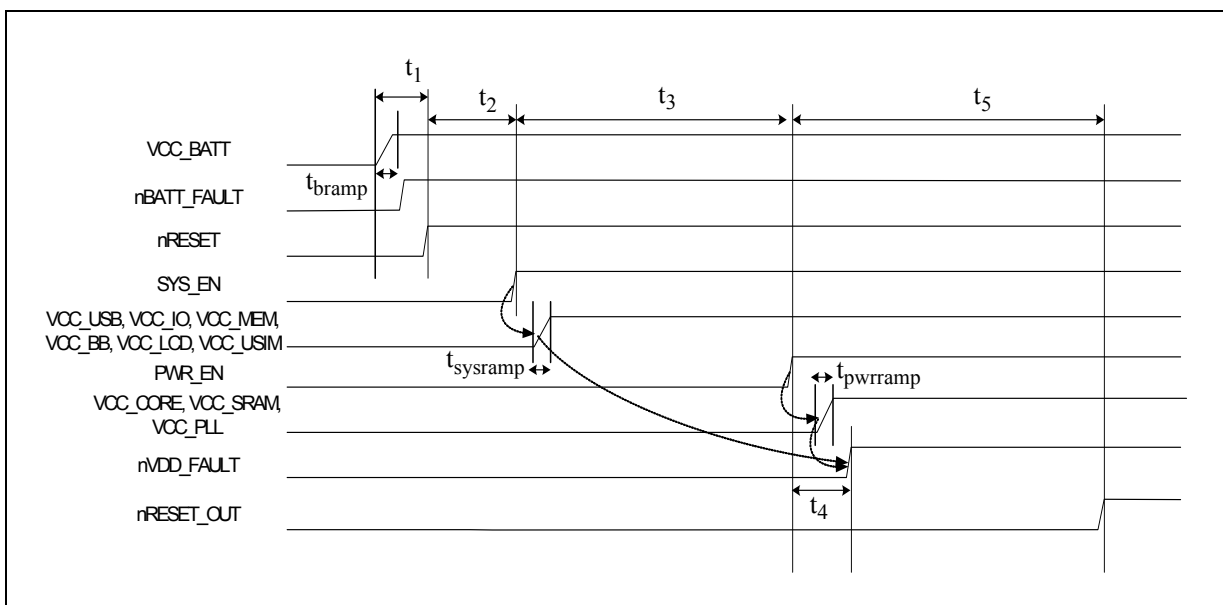 t1
t2
t3
t5
VCC_BATT
tbramp
nBATT_FAULT
nRESET
SYS_EN
VCC_USB, VCC_IO, VCC_MEM,
VCC_BB, VCC_LCD, VCC_USIM
tsysramp
PWR_EN
tpwrramp
VCC_CORE, VCC_SRAM,
VCC_PLL
nVDD_FAULT
t4
nRESET_OUT